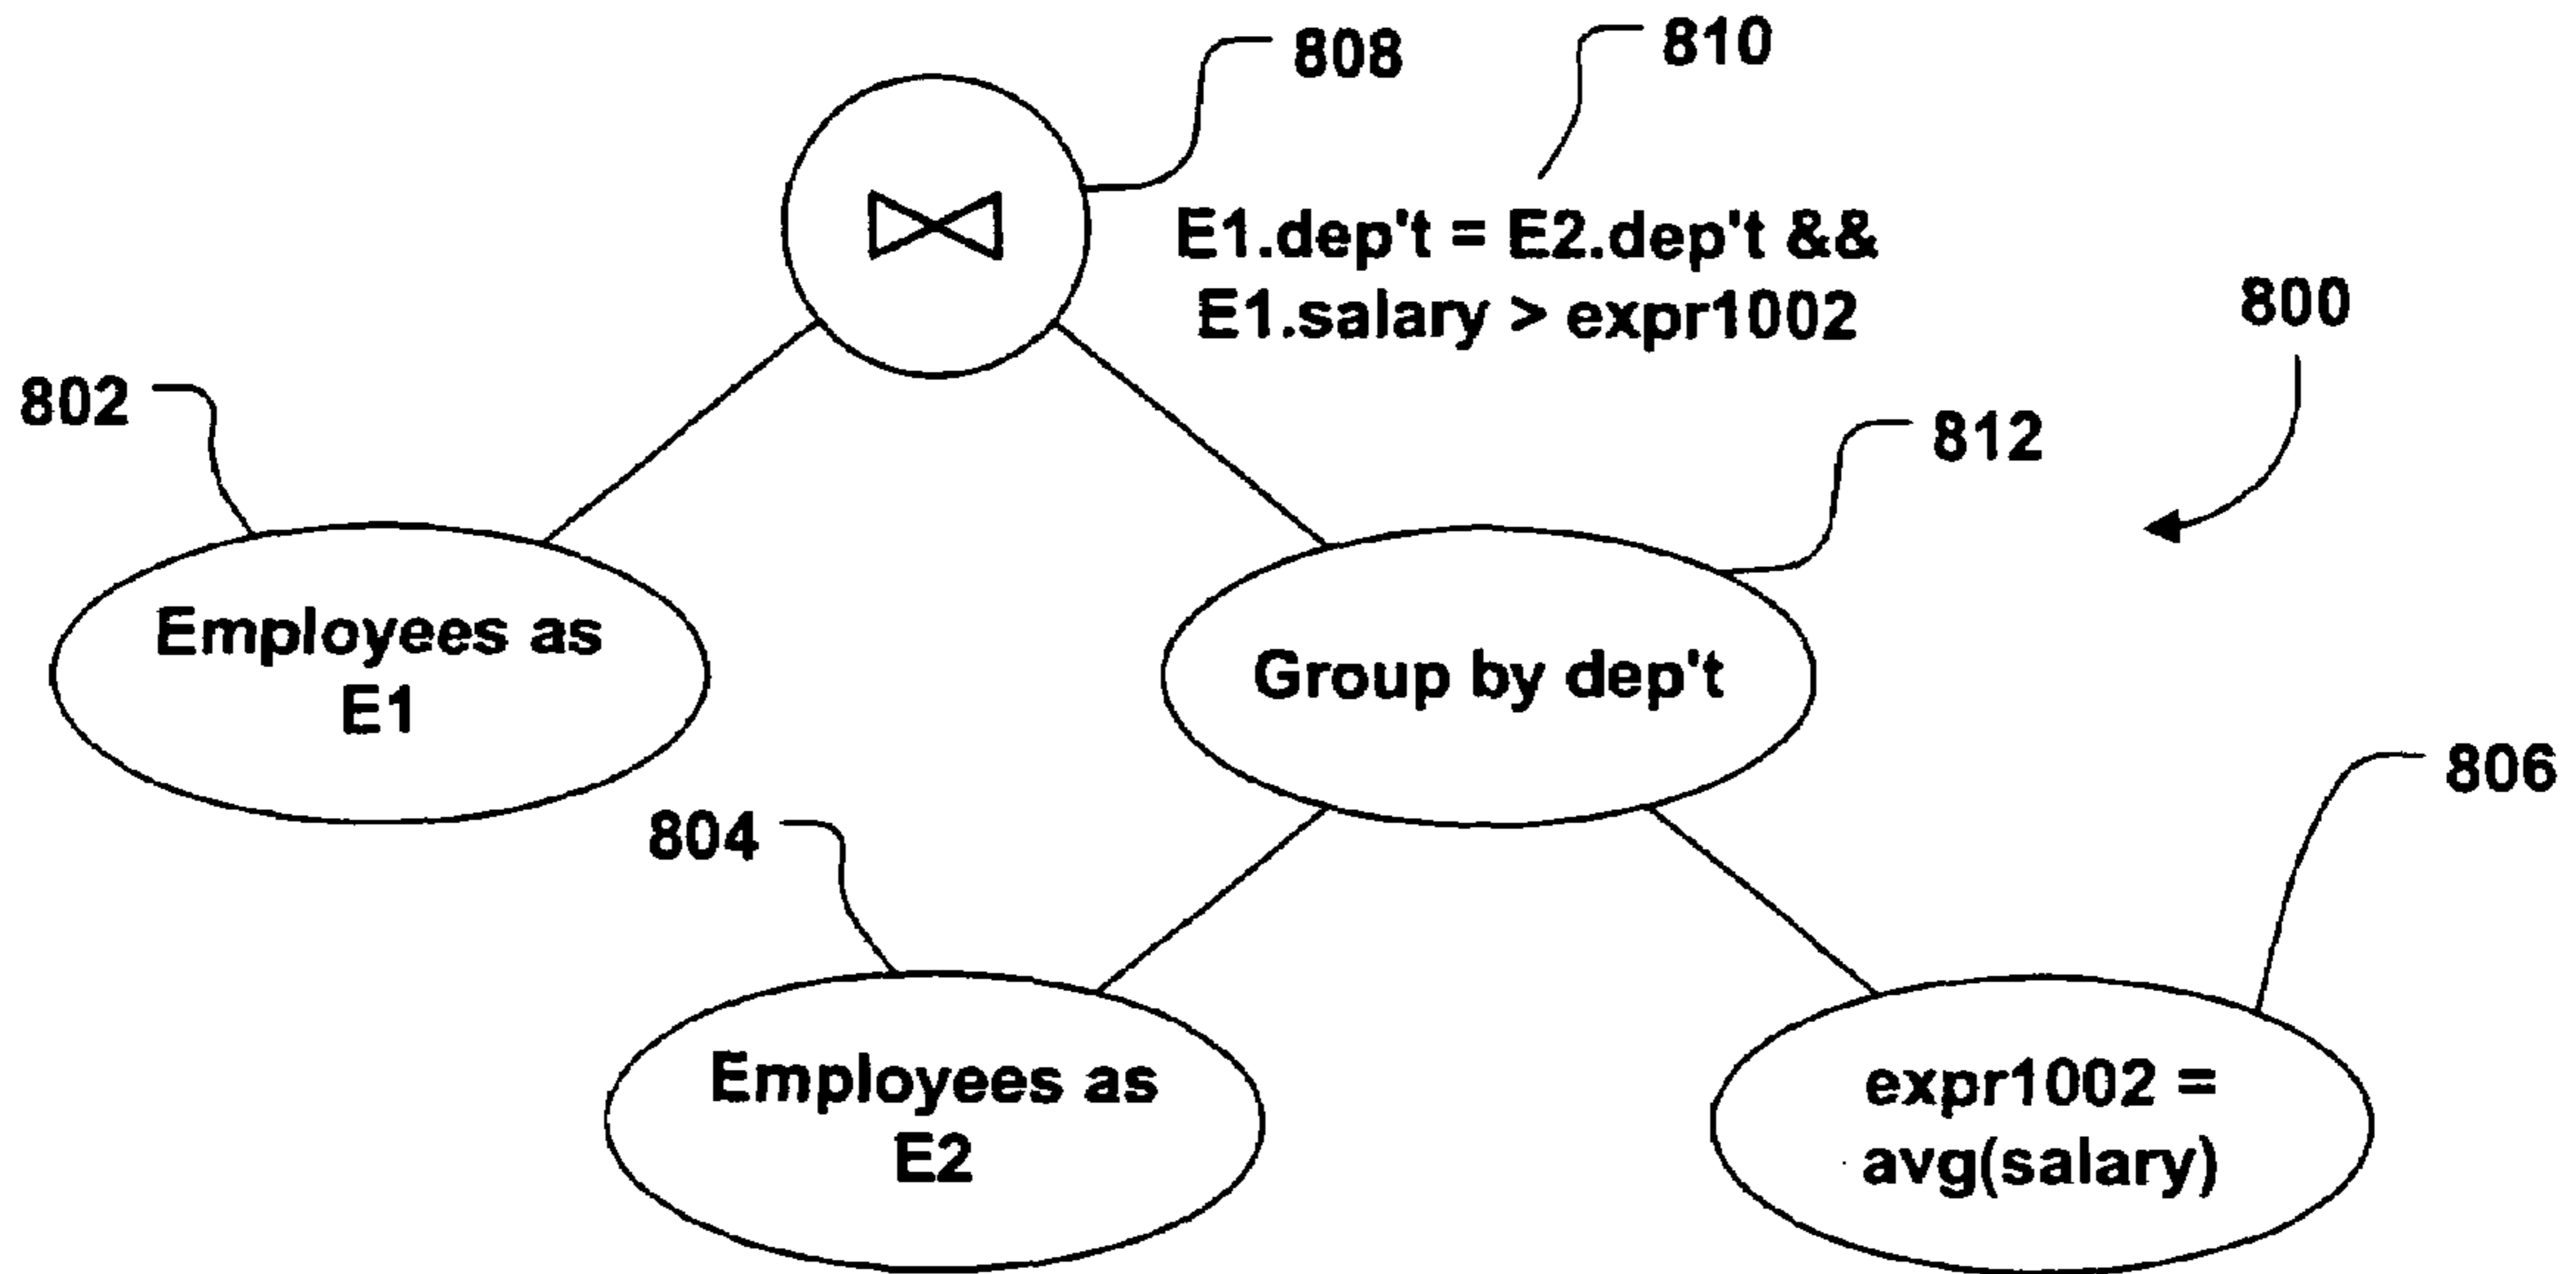 808
810
E1.dep't = E2.dep't &&
E1.salary > expr1002
800
802
812
Employees as
E1
Group by dep't
806
804
Employees as
E2
expr1002 =
avg(salary)